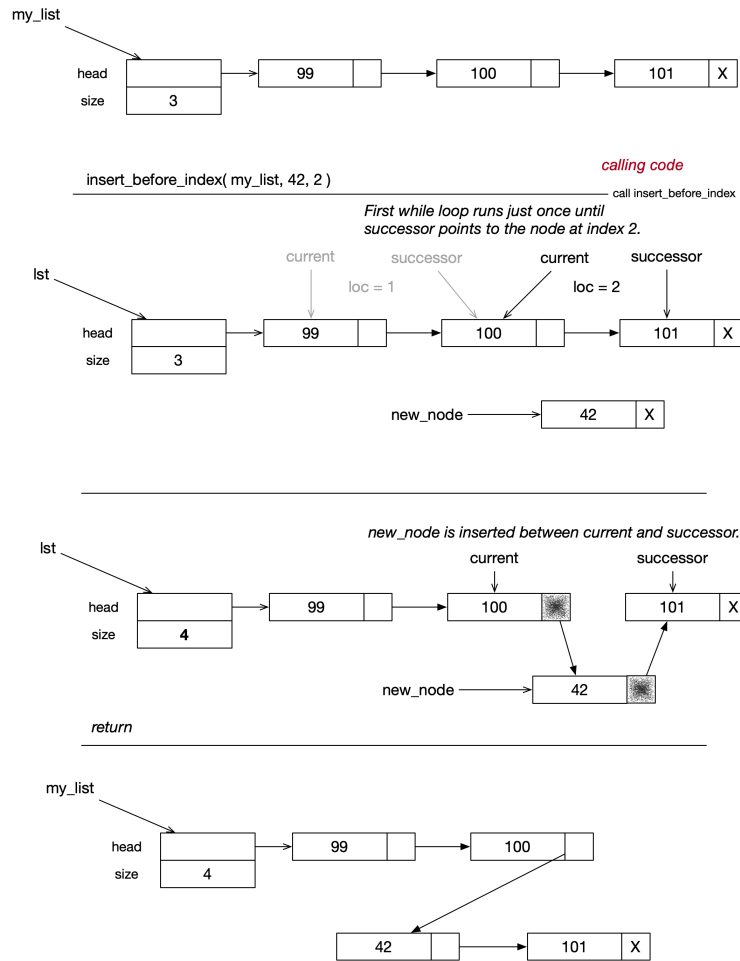 my_list
head 99 100 101 X
size 3
calling code
insert_before_index( my_list, 42, 2 )
call insert_before_index
First while loop runs just once until
successor points to the node at index 2.
current successor current successor
lst
loc = 1 loc = 2
head 99 100 101 X
size 3
new_node 42 X
new_node is inserted between current and successor.
lst
current successor
head 99 100 101 X
size 4
new_node 42
return
my_list
head 99 100
size 4
42 101 X